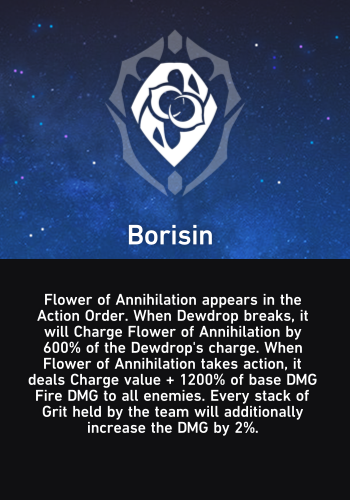 Borisin
Flower of Annihilation appears in the
Action Order. When Dewdrop breaks, it
will Charge Flower of Annihilation by
600% of the Dewdrop's charge. When
Flower of Annihilation takes action, it
deals Charge value + 1200% of base DMG
Fire DMG to all enemies. Every stack of
Grit held by the team will additionally
increase the DMG by 2%.